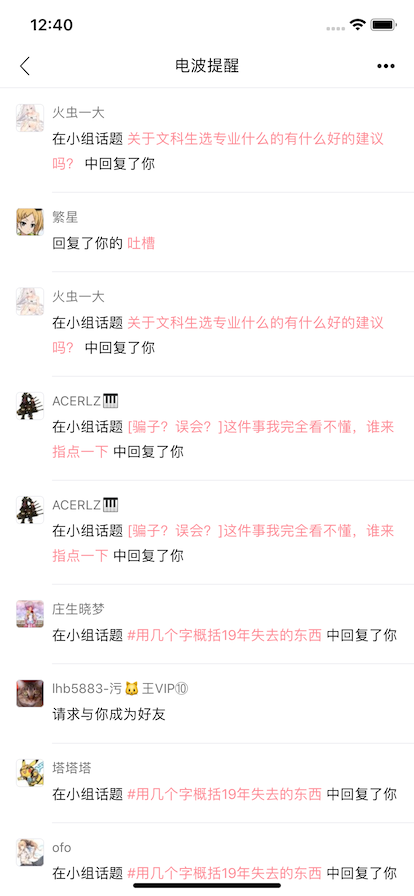 12:40
电波提醒
火虫一大
在小组话题 关于文科生选专业什么的有什么好的建议
吗？ 中回复了你
繁星
回复了你的 吐槽
火虫一大
在小组话题 关于文科生选专业什么的有什么好的建议
吗？ 中回复了你
ACERLZ🎹
在小组话题 [骗子？误会？]这件事我完全看不懂，谁来
指点一下 中回复了你
ACERLZ🎹
在小组话题 [骗子？误会？]这件事我完全看不懂，谁来
指点一下 中回复了你
庄生晓梦
在小组话题 #用几个字概括19年失去的东西 中回复了你
lhb5883-污🐱王VIP⑩
请求与你成为好友
塔塔塔
在小组话题 #用几个字概括19年失去的东西 中回复了你
ofo
在小组话题 #用几个字概括19年失去的东西 中回复了你